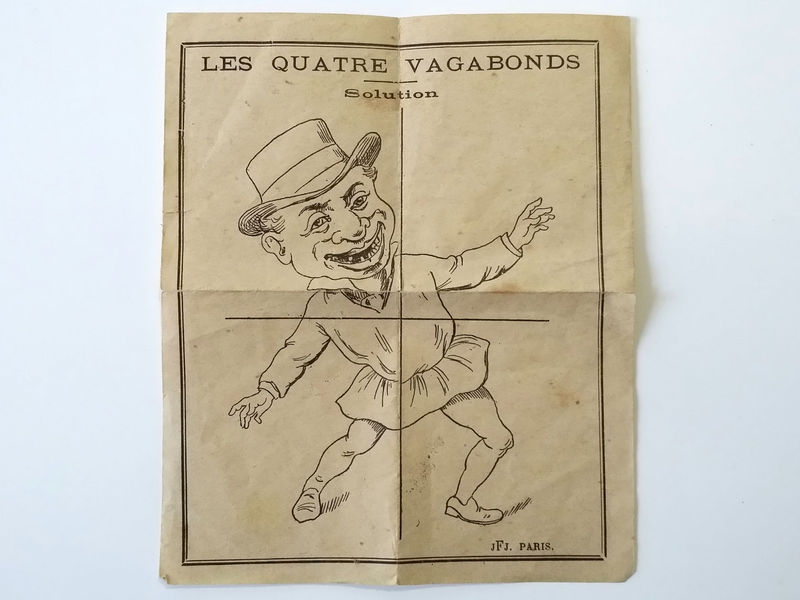 LES QUATRE VAGABONDS
Solution
JFJ. PARIS.